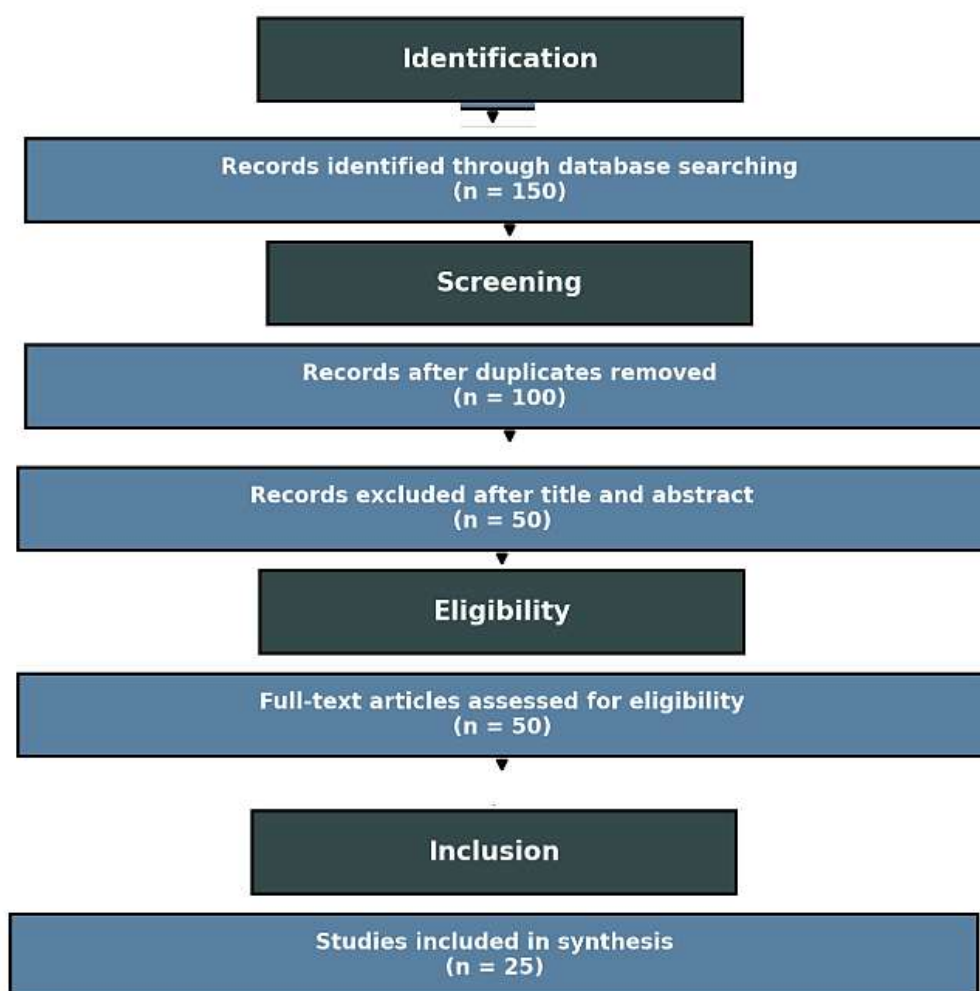 Identification
Records identified through database searching
(n = 150)
Screening
Records after duplicates removed
(n = 100)
Records excluded after title and abstract
(n = 50)
Eligibility
Full-text articles assessed for eligibility
(n = 50)
Inclusion
Studies included in synthesis
(n = 25)